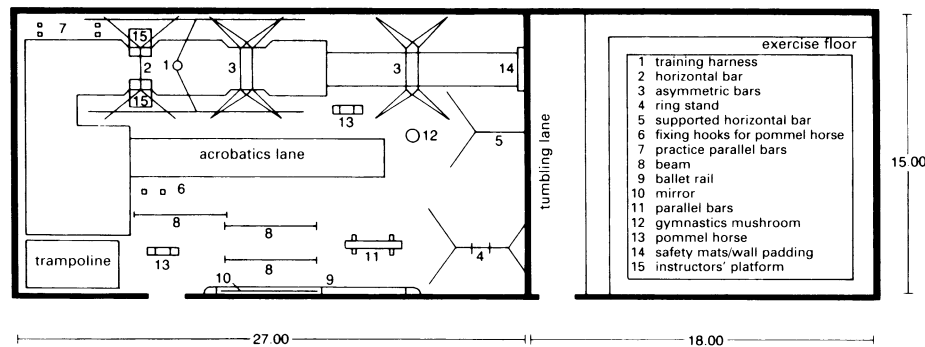 7
15
2
1
3
3
14
15
13
12
5
acrobatics lane
tumbling lane
6
8
8
8
11
4
13
trampoline
10
9
exercise floor
1 training harness
2 horizontal bar
3 asymmetric bars
4 ring stand
5 supported horizontal bar
6 fixing hooks for pommel horse
7 practice parallel bars
8 beam
9 ballet rail
10 mirror
11 parallel bars
12 gymnastics mushroom
13 pommel horse
14 safety mats/wall padding
15 instructors' platform
15.00
27.00
18.00